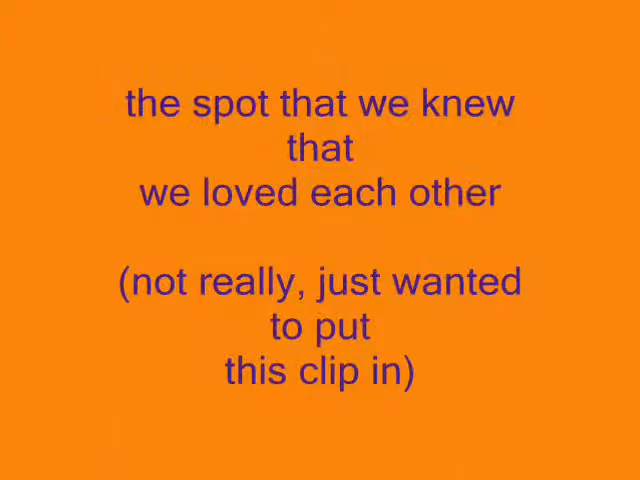 the spot that we knew
that
we loved each other
(not really, just wanted
to put
this clip in)